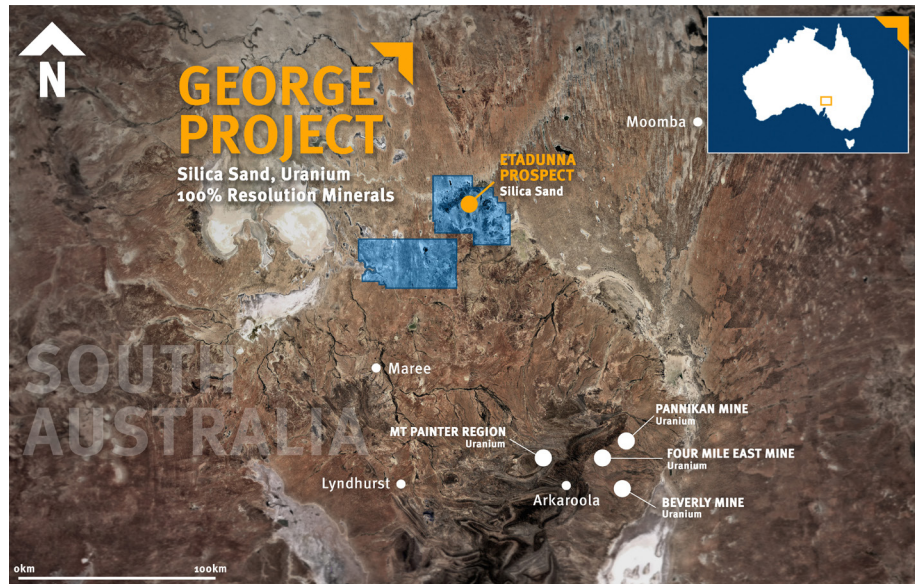 N
GEORGE
PROJECT
Silica Sand, Uranium
100% Resolution Minerals
Moomba
ETADUNNA
PROSPECT
Silica Sand
SOUTH
AUSTRALIA
Maree
PANNIKAN MINE
Uranium
MT PAINTER REGION
Uranium
FOUR MILE EAST MINE
Uranium
Lyndhurst
Arkaroola
BEVERLY MINE
Uranium
0km
100km